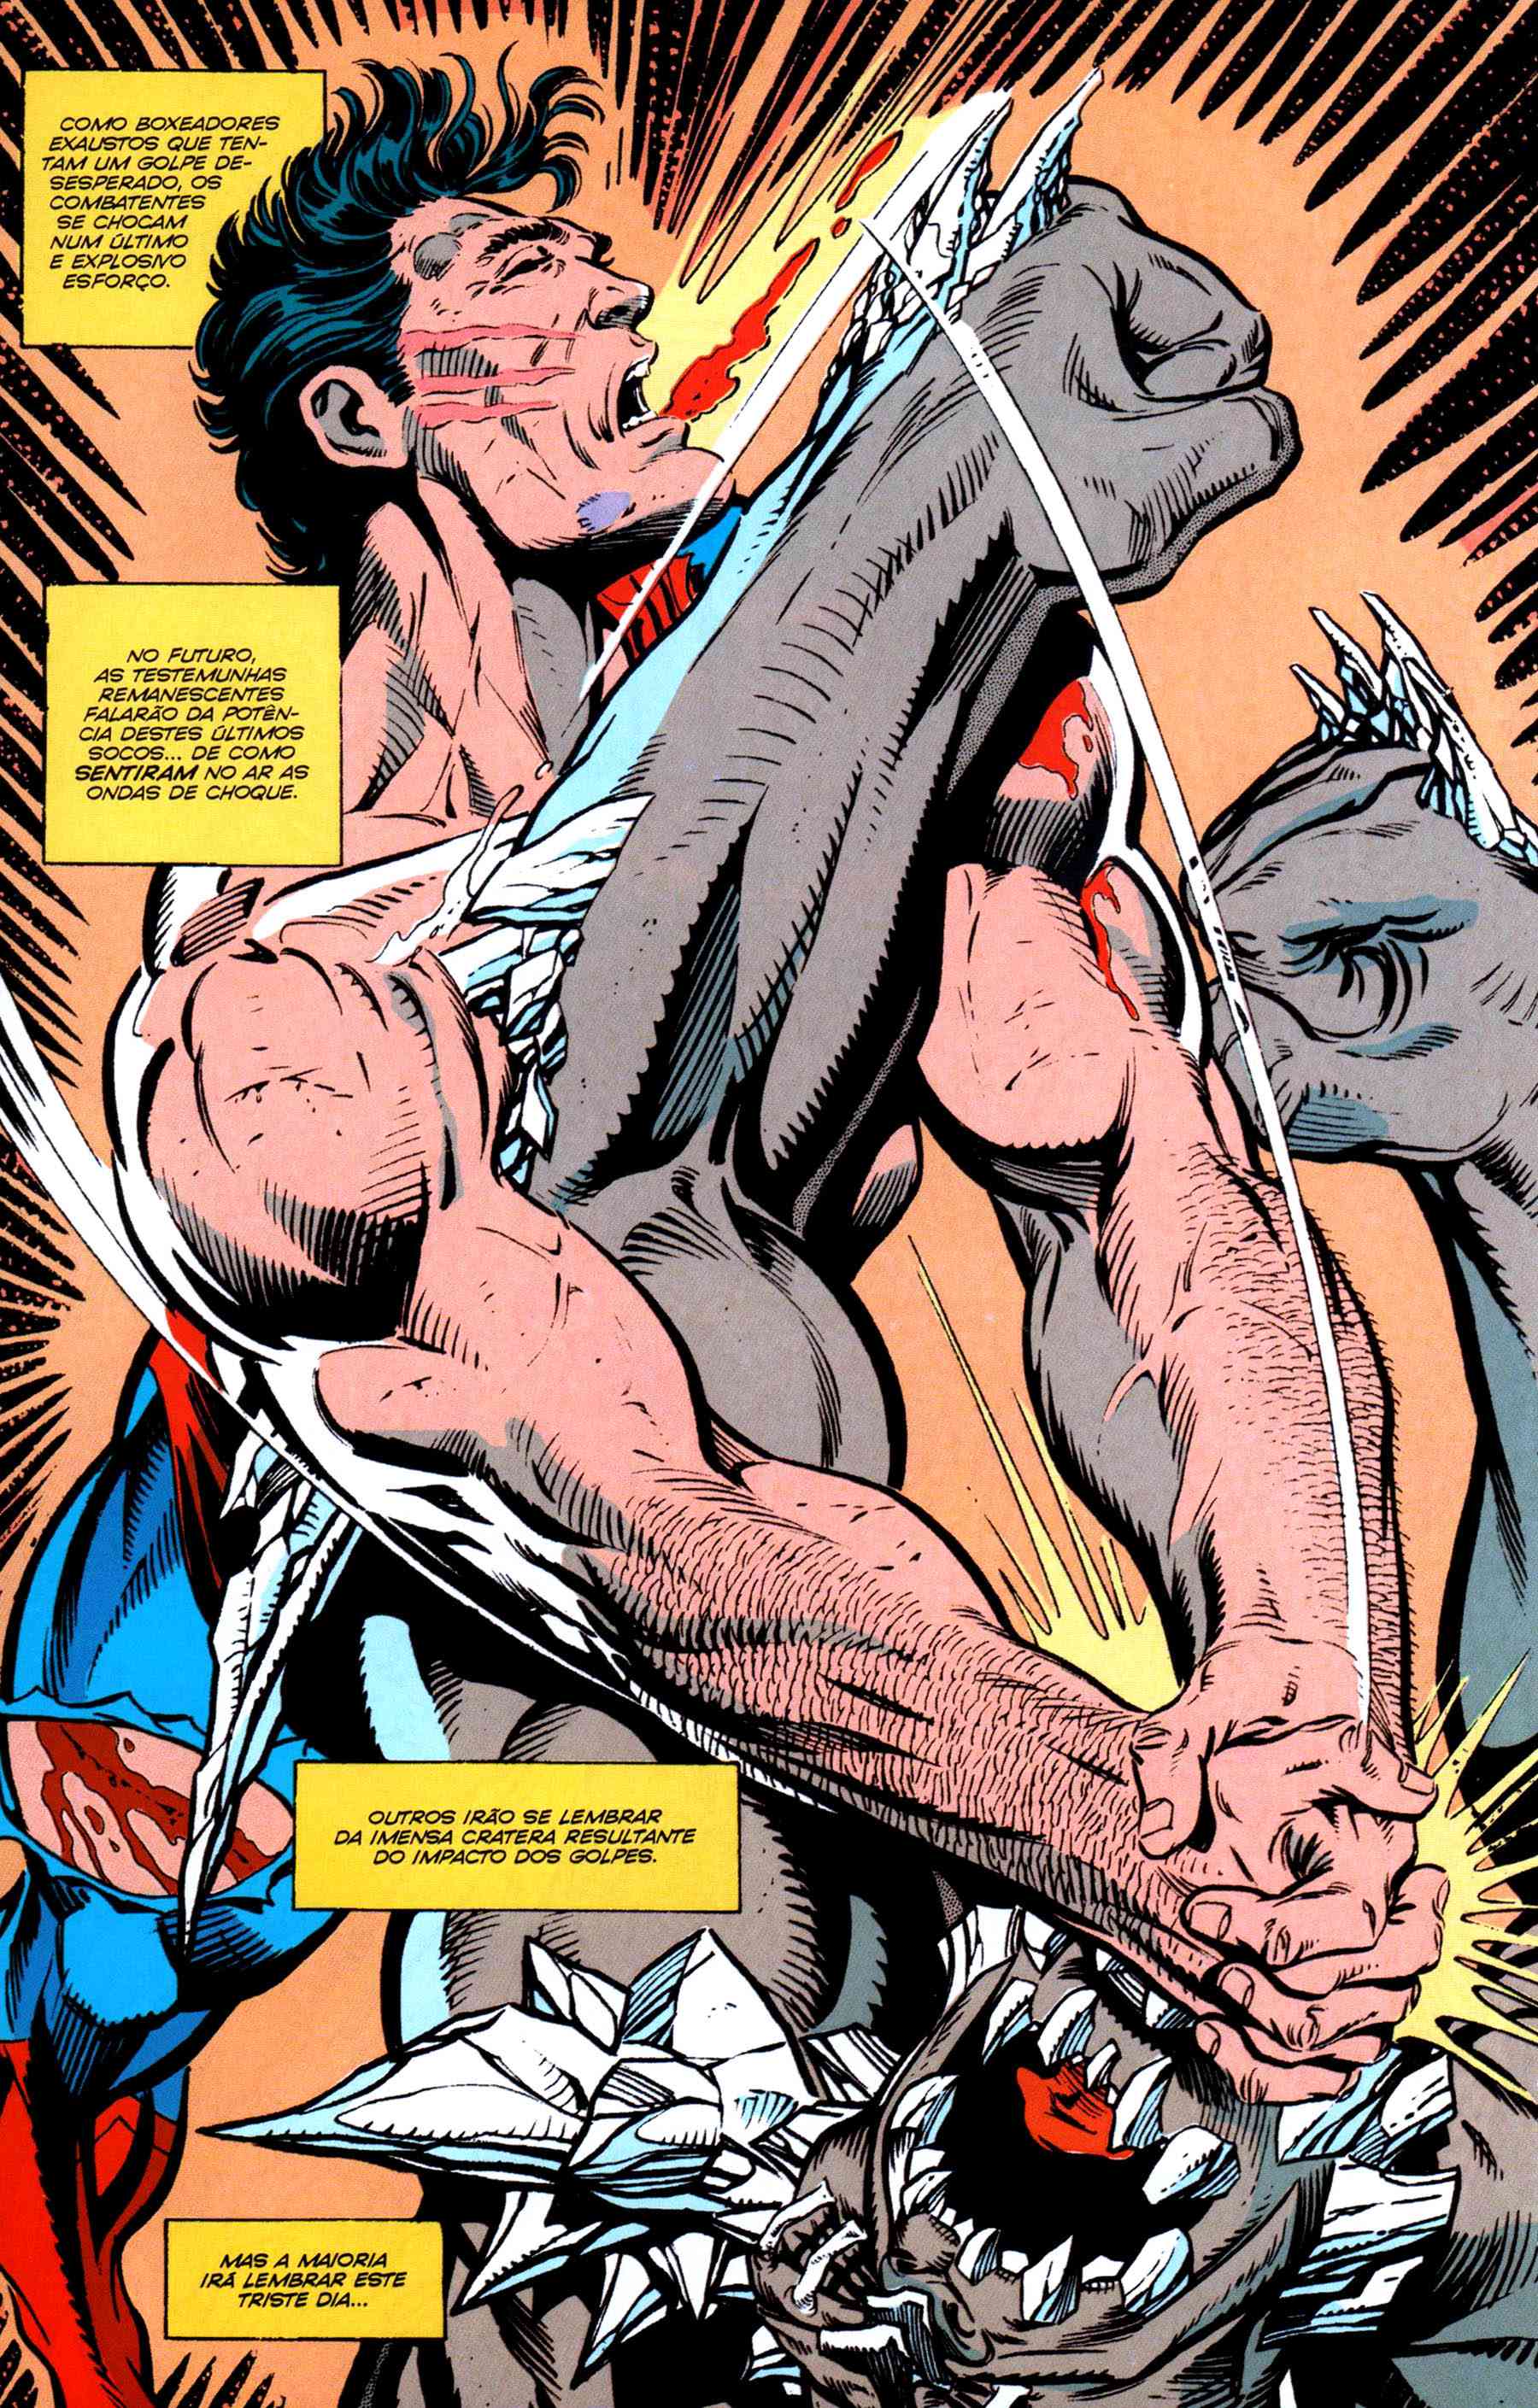 COMO BOXEADORES
EXAUSTOS QUE TEN-
TAM UM GOLPE DE-
SESPERADO, OS
COMBATENTES
SE CHOCAM
NUM ÚLTIMO
E EXPLOSIVO
ESFORÇO.
NO FUTURO,
AS TESTEMUNHAS
REMANESCENTES
FALARÃO DA POTÊN-
CIA DESTES ÚLTIMOS
SOCOS... DE COMO
SENTIRAM NO AR AS
ONDAS DE CHOQUE.
OUTROS IRÃO SE LEMBRAR
DA IMENSA CRATERA RESULTANTE
DO IMPACTO DOS GOLPES.
MAS A MAIORIA
IRÁ LEMBRAR ESTE
TRISTE DIA...